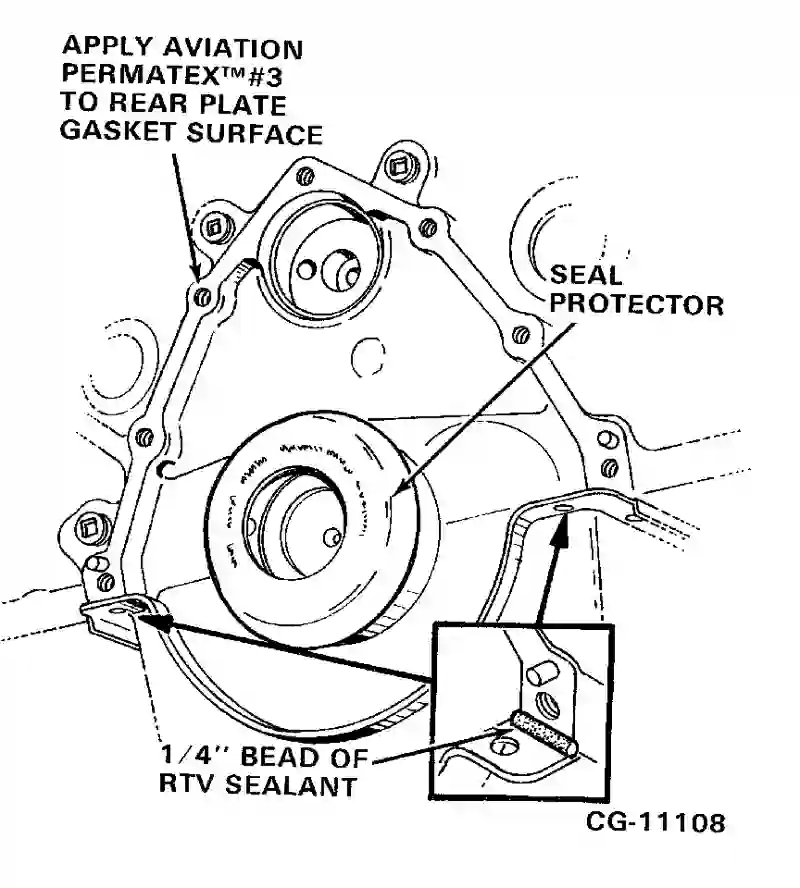 APPLY AVIATION
PERMATEX™#3
TO REAR PLATE
GASKET SURFACE
SEAL
PROTECTOR
1/4" BEAD OF
RTV SEALANT
CG-11108